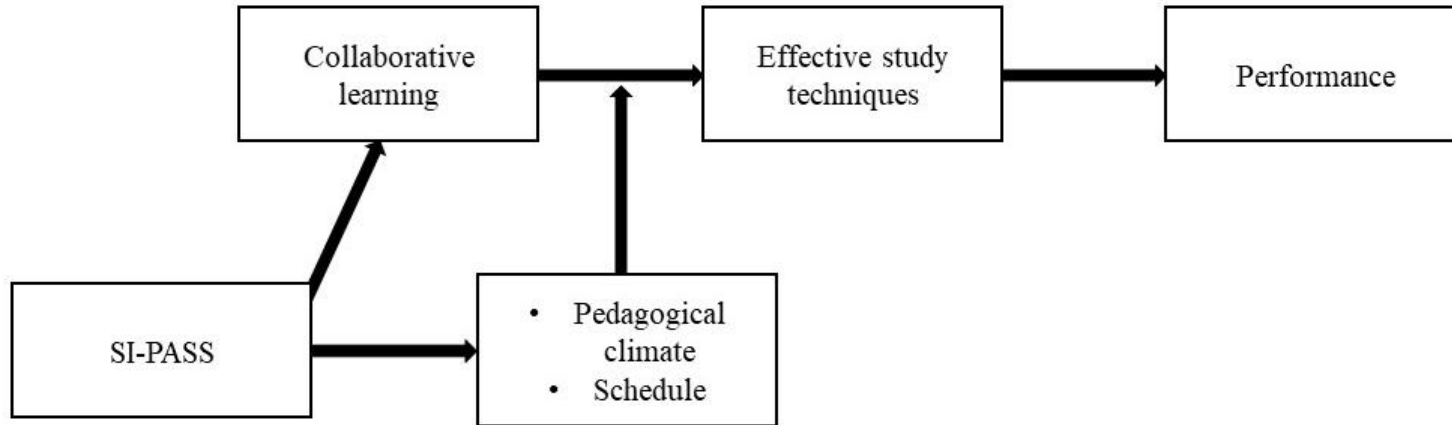 Collaborative
learning
Effective study
techniques
Performance
SI-PASS
• Pedagogical
climate
• Schedule